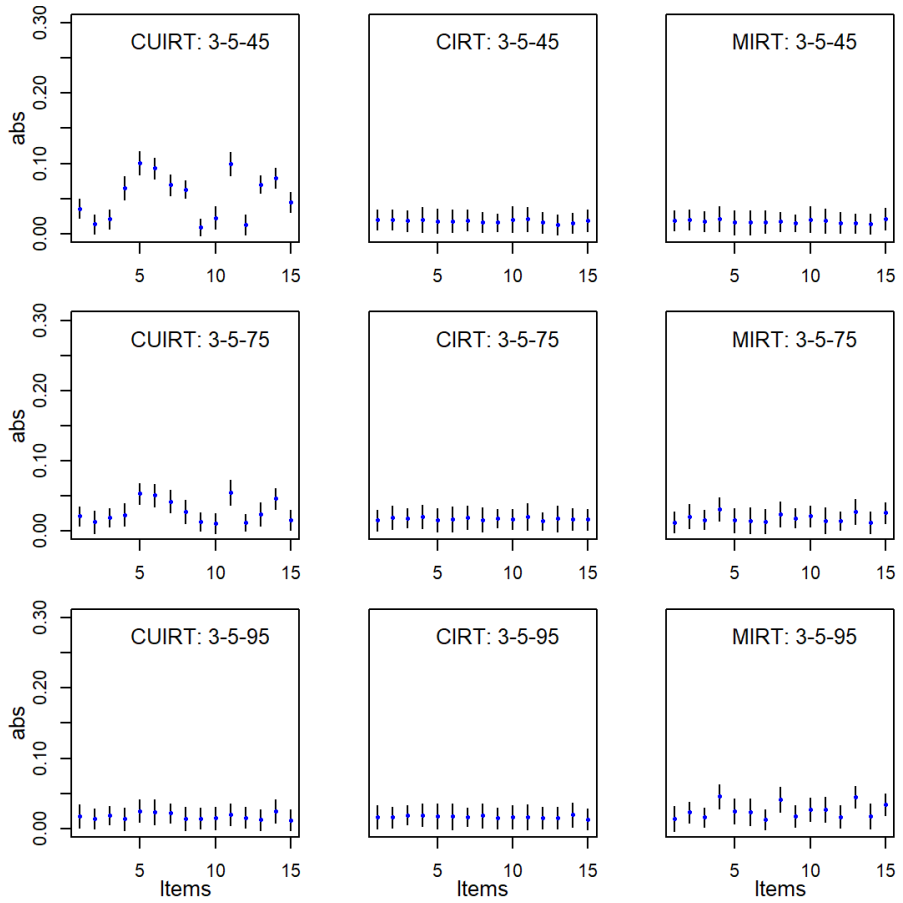 CUIRT: 3-5-45
CIRT: 3-5-45
MIRT: 3-5-45
abs
0.00 0.10 0.20 0.30
5 10 15
5 10 15
5 10 15
CUIRT: 3-5-75
CIRT: 3-5-75
MIRT: 3-5-75
abs
0.00 0.10 0.20 0.30
5 10 15
5 10 15
5 10 15
CUIRT: 3-5-95
CIRT: 3-5-95
MIRT: 3-5-95
abs
0.00 0.10 0.20 0.30
5 10 15
5 10 15
5 10 15
Items
Items
Items